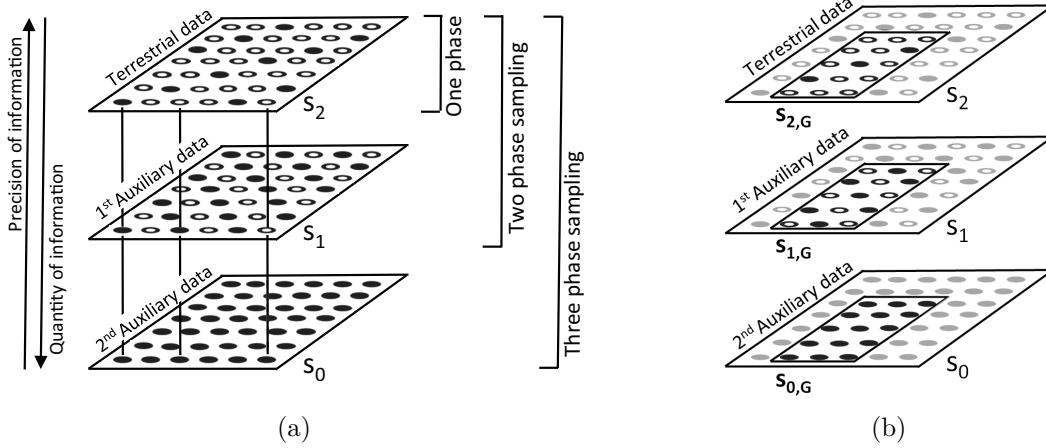 Precision of information
Quantity of information
Terrestrial data
s2
1st Auxiliary data
s1
2nd Auxiliary data
s0
One phase
Two phase sampling
Three phase sampling
(a)
Terrestrial data
s2
s2,G
1st Auxiliary data
s1
s1,G
2nd Auxiliary data
s0
s0,G
(b)